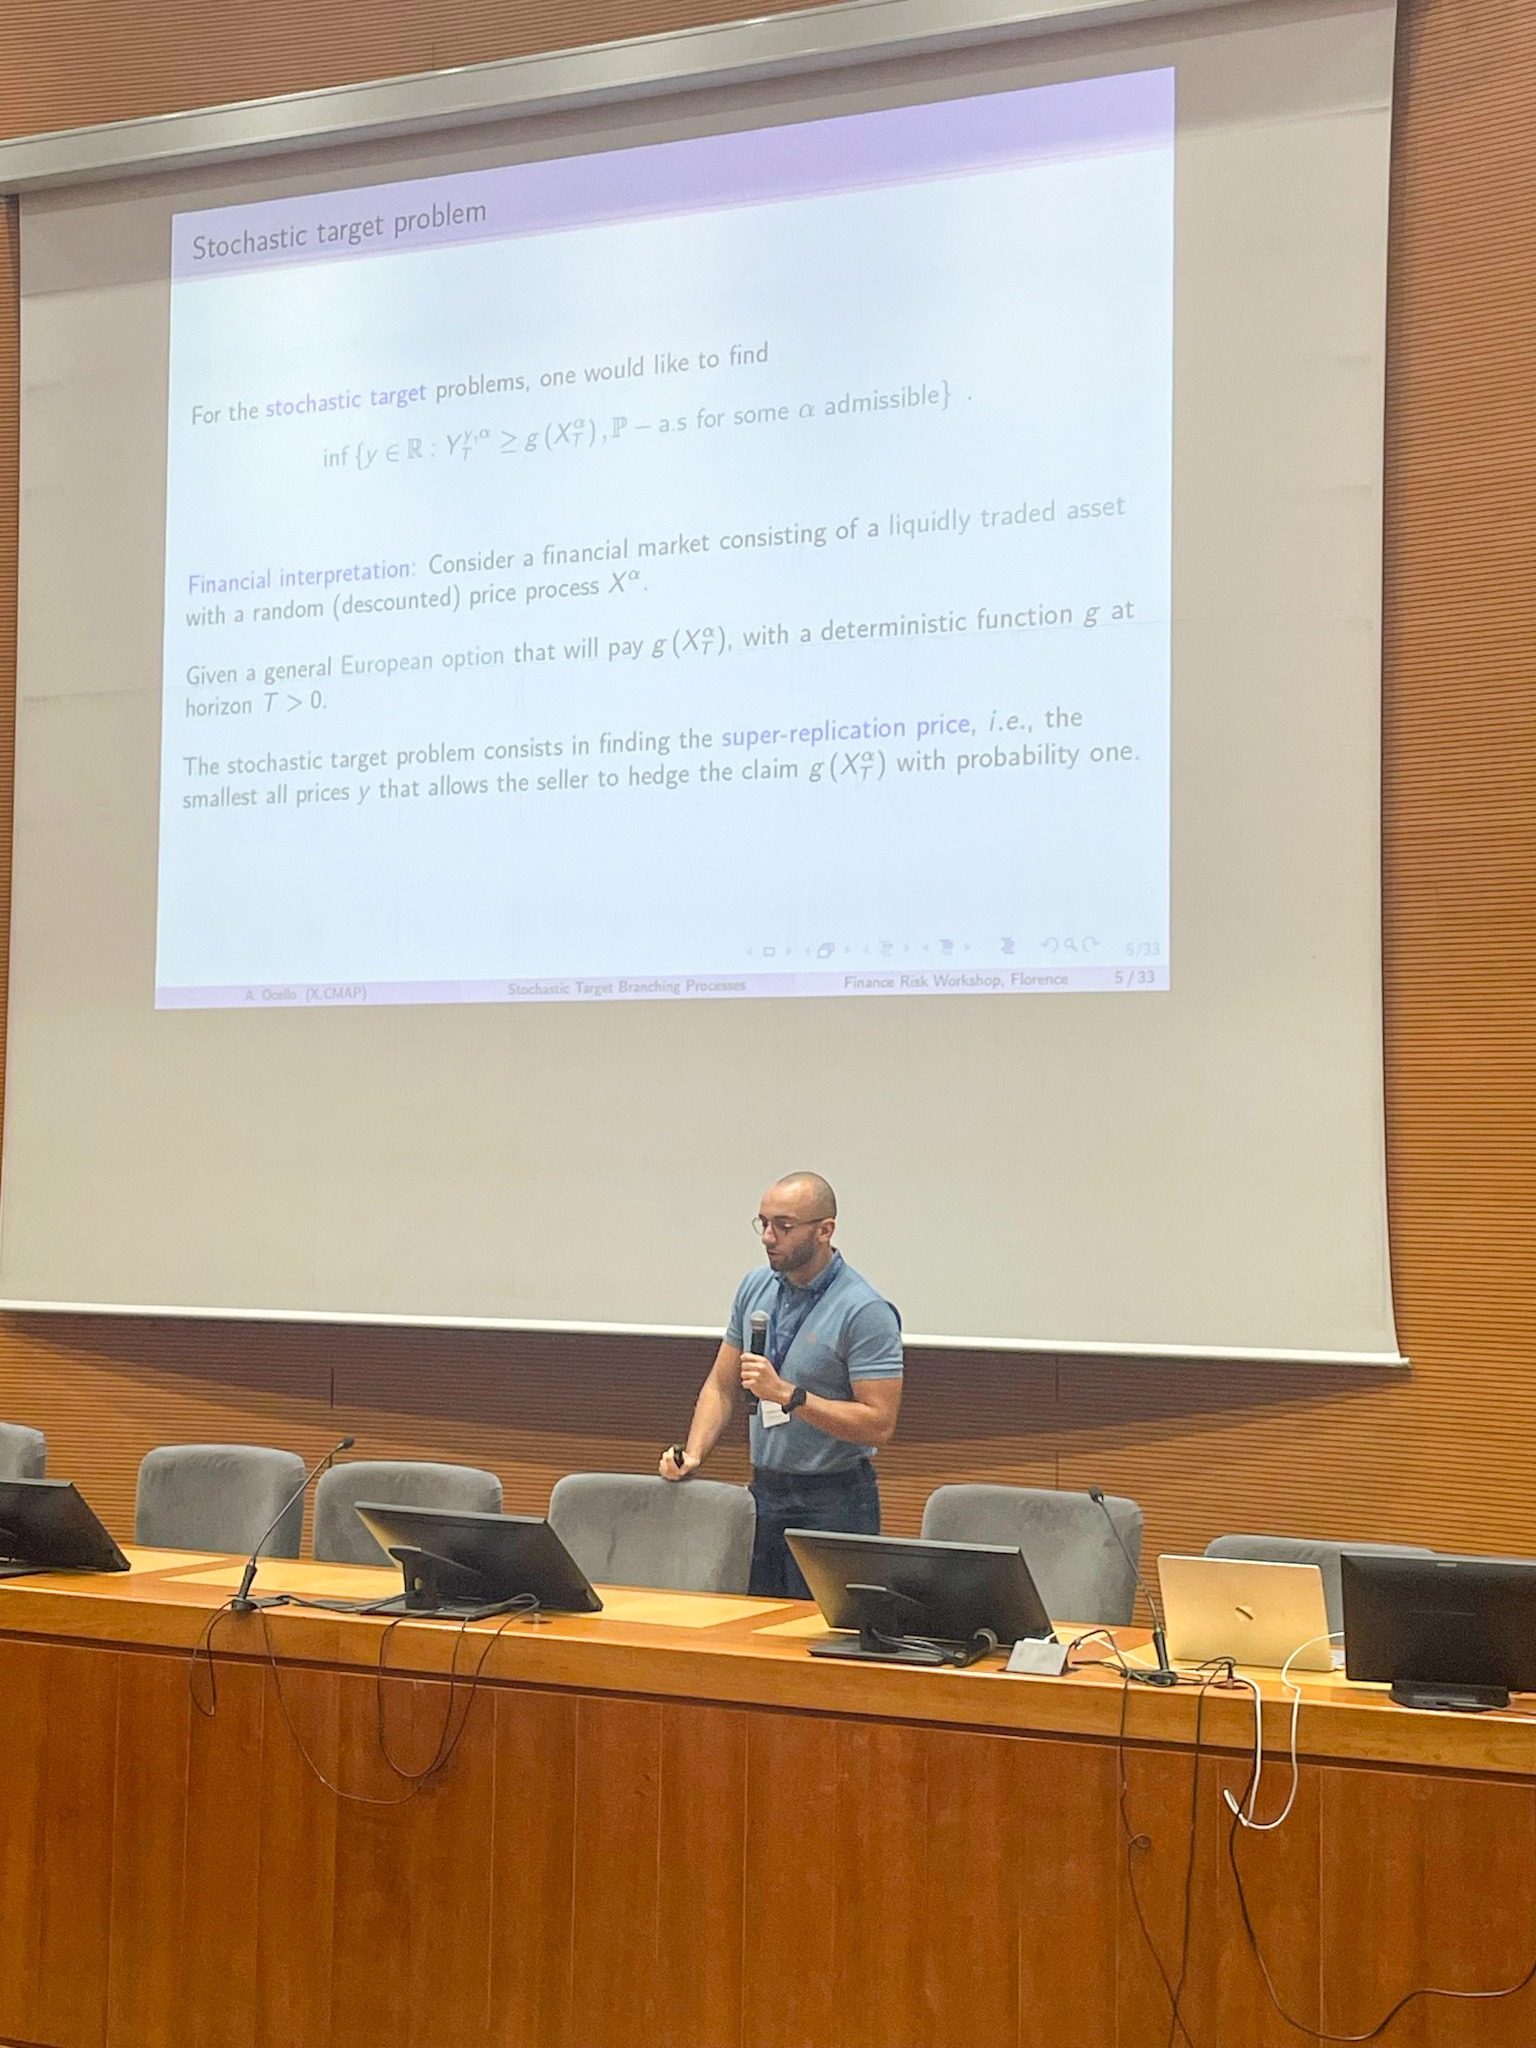 Stochastic target problem
For the stochastic target problems, one would like to find
inf {y ∈ ℝ : Y_T^{y,α} ≥ g(X_T^α), ℙ − a.s for some α admissible} .
Financial interpretation: Consider a financial market consisting of a liquidly traded asset
with a random (descounted) price process X^α.
Given a general European option that will pay g(X_T^α), with a deterministic function g at
horizon T > 0.
The stochastic target problem consists in finding the super-replication price, i.e., the
smallest all prices y that allows the seller to hedge the claim g(X_T^α) with probability one.
5/33
A. Ocello (X,CMAP) Stochastic Target Branching Processes Finance Risk Workshop, Florence 5 / 33